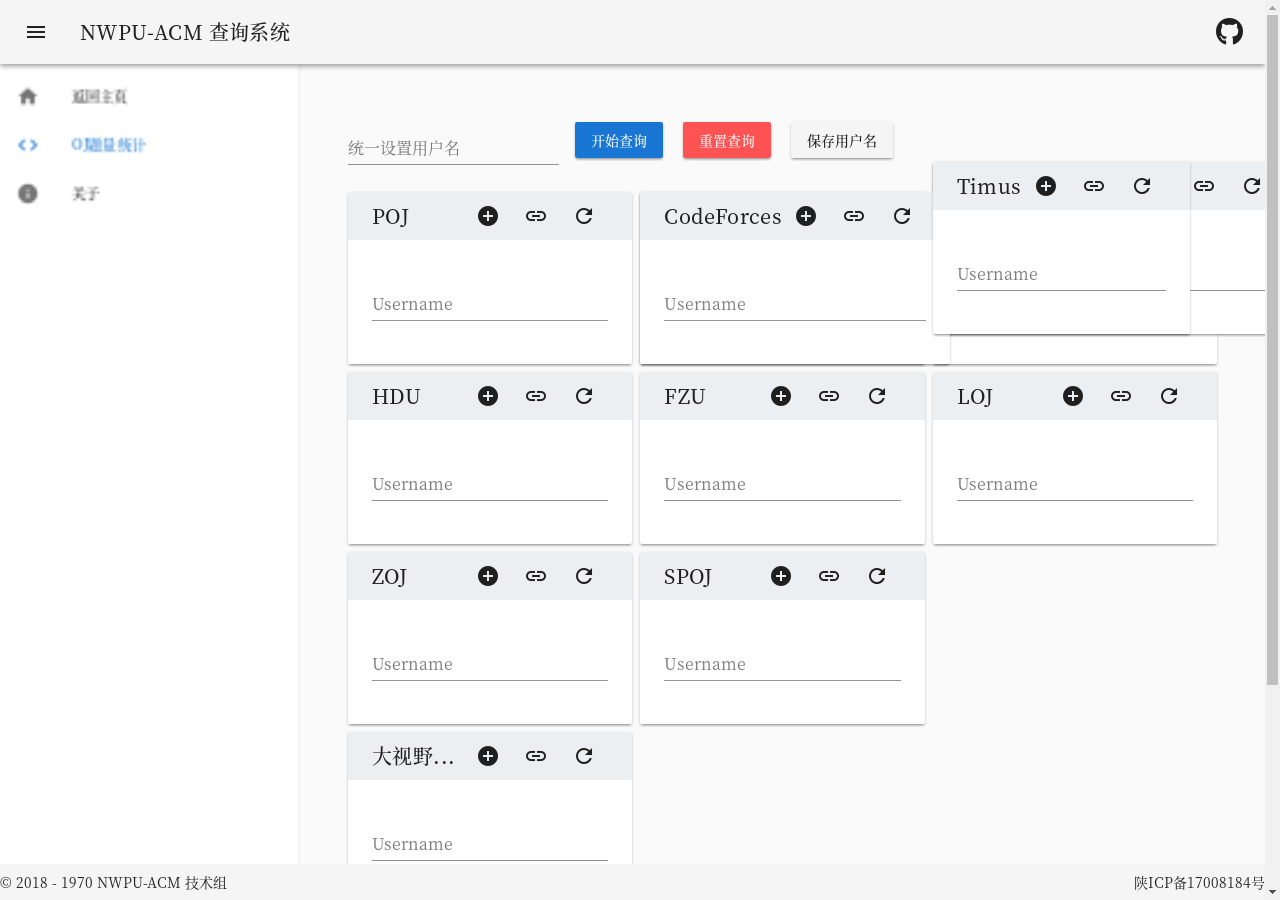 NWPU-ACM 查询系统
返回主页
OJ题量统计
关于
统一设置用户名
开始查询
重置查询
保存用户名
POJ
Username
CodeForces
Username
Timus
Username
HDU
Username
FZU
Username
LOJ
Username
ZOJ
Username
SPOJ
Username
大视野...
Username
© 2018 - 1970 NWPU-ACM 技术组
陕ICP备17008184号